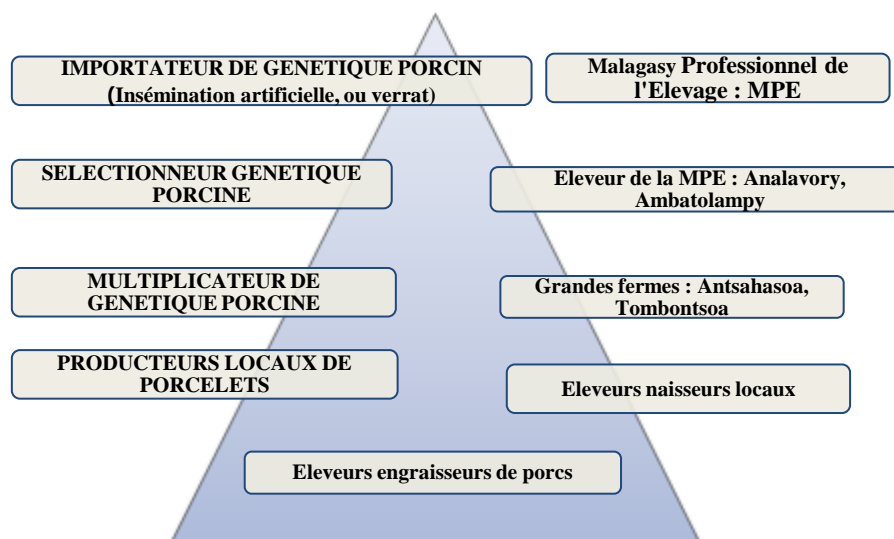 IMPORTATEUR DE GENETIQUE PORCIN
(Insémination artificielle, ou verrat)
Malagasy Professionnel de
l'Elevage : MPE
SELECTIONNEUR GENETIQUE
PORCINE
Eleveur de la MPE : Analavory,
Ambatolampy
MULTIPLICATEUR DE
GENETIQUE PORCINE
Grandes fermes : Antsahasoa,
Tombontsoa
PRODUCTEURS LOCAUX DE
PORCELETS
Eleveurs naisseurs locaux
Eleveurs engraisseurs de porcs